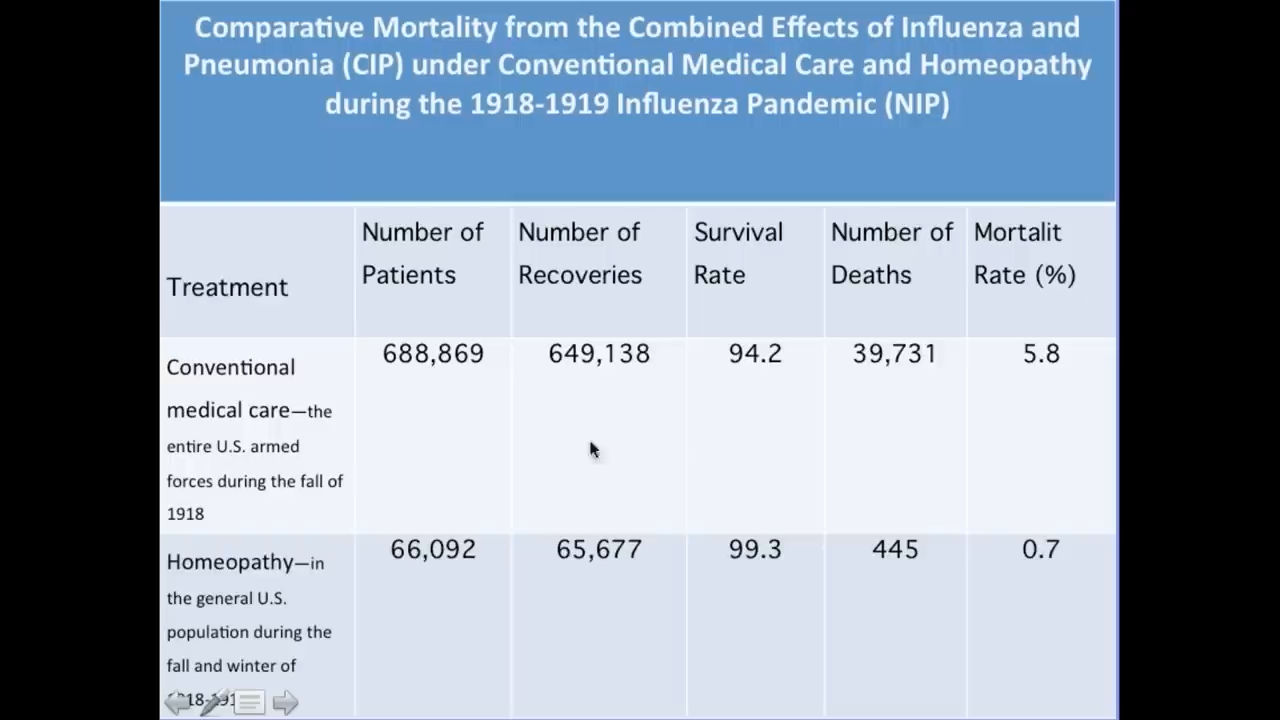 Comparative Mortality from the Combined Effects of Influenza and
Pneumonia (CIP) under Conventional Medical Care and Homeopathy
during the 1918-1919 Influenza Pandemic (NIP)
Treatment
Number of
Patients
Number of
Recoveries
Survival
Rate
Number of
Deaths
Mortalit
Rate (%)
Conventional
medical care—the
entire U.S. armed
forces during the fall of
1918
688,869
649,138
94.2
39,731
5.8
Homeopathy—in
the general U.S.
population during the
fall and winter of
66,092
65,677
99.3
445
0.7